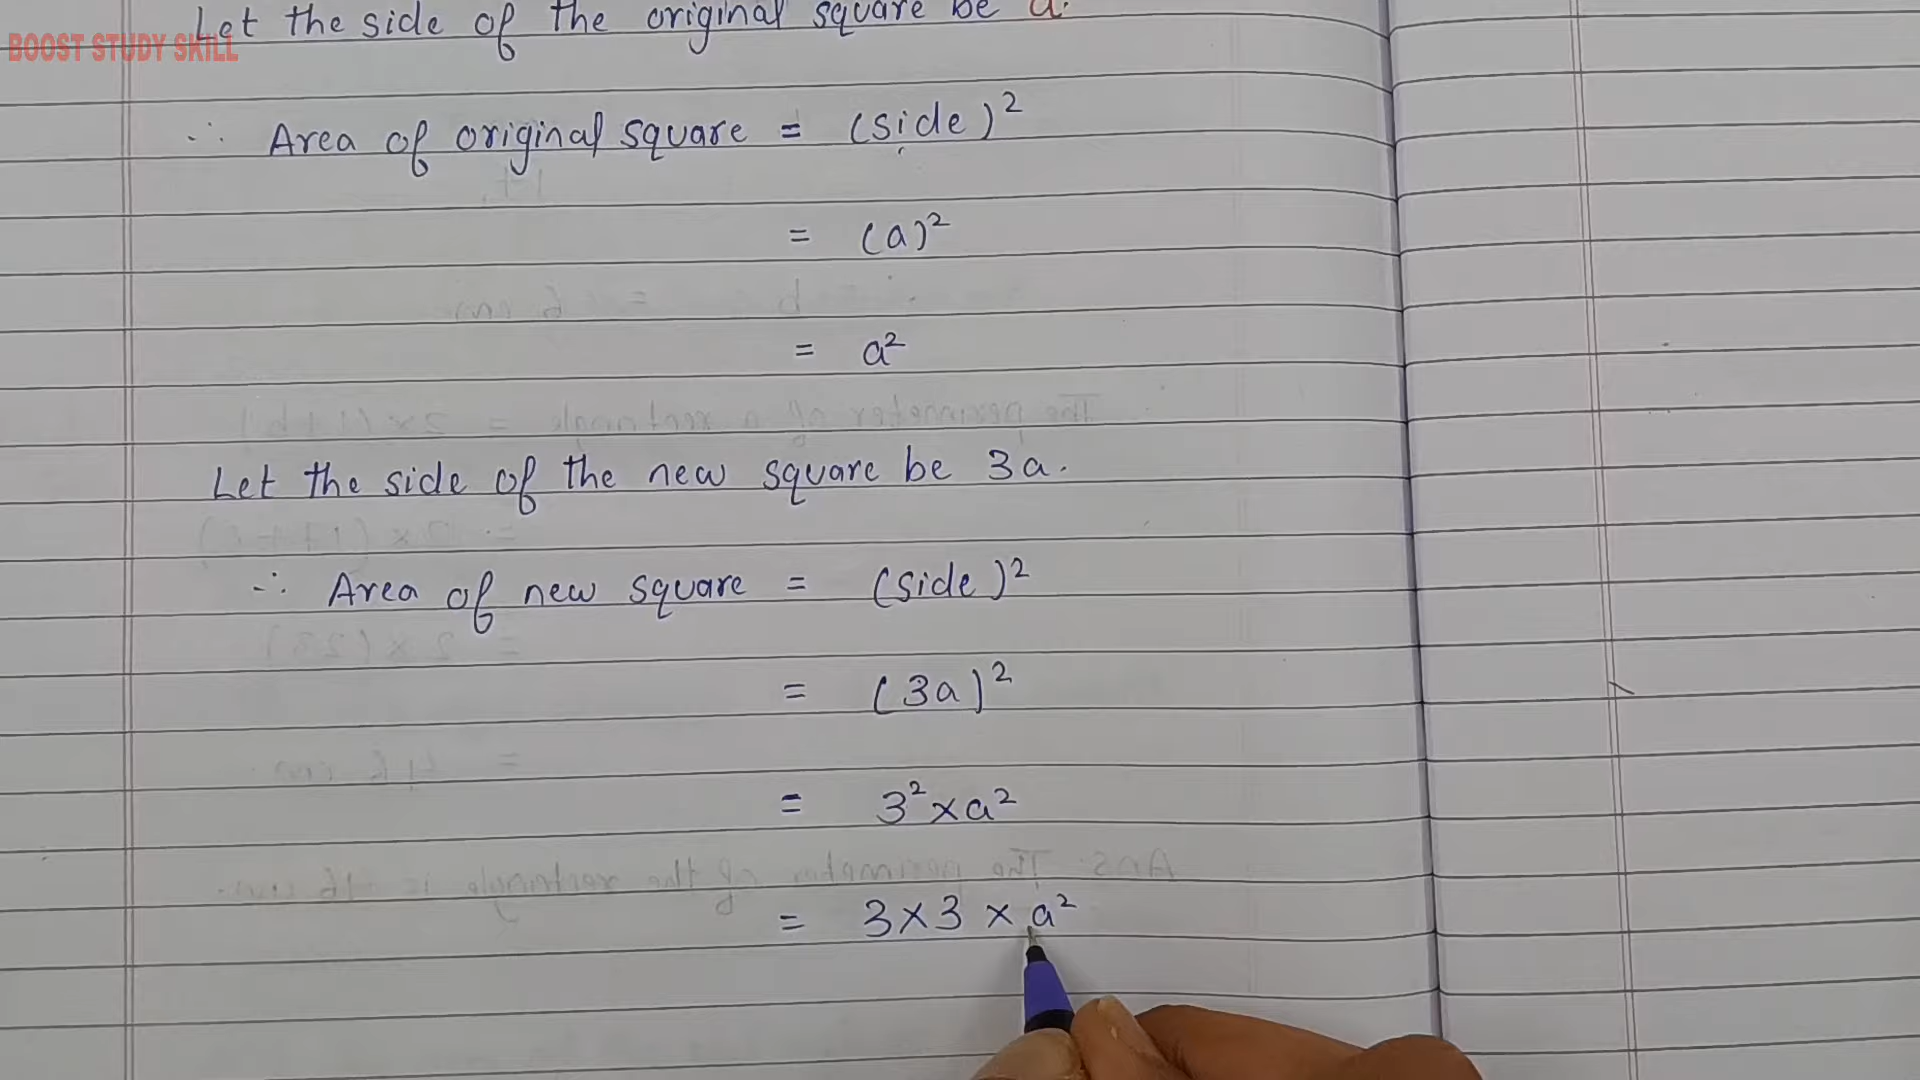 Let the side of the original square be a.
BOOST STUDY SKILL
∴ Area of original square = (side)²
= (a)²
= a²
Let the side of the new square be 3a.
∴ Area of new square = (side)²
= (3a)²
= 3² × a²
= 3 × 3 × a²